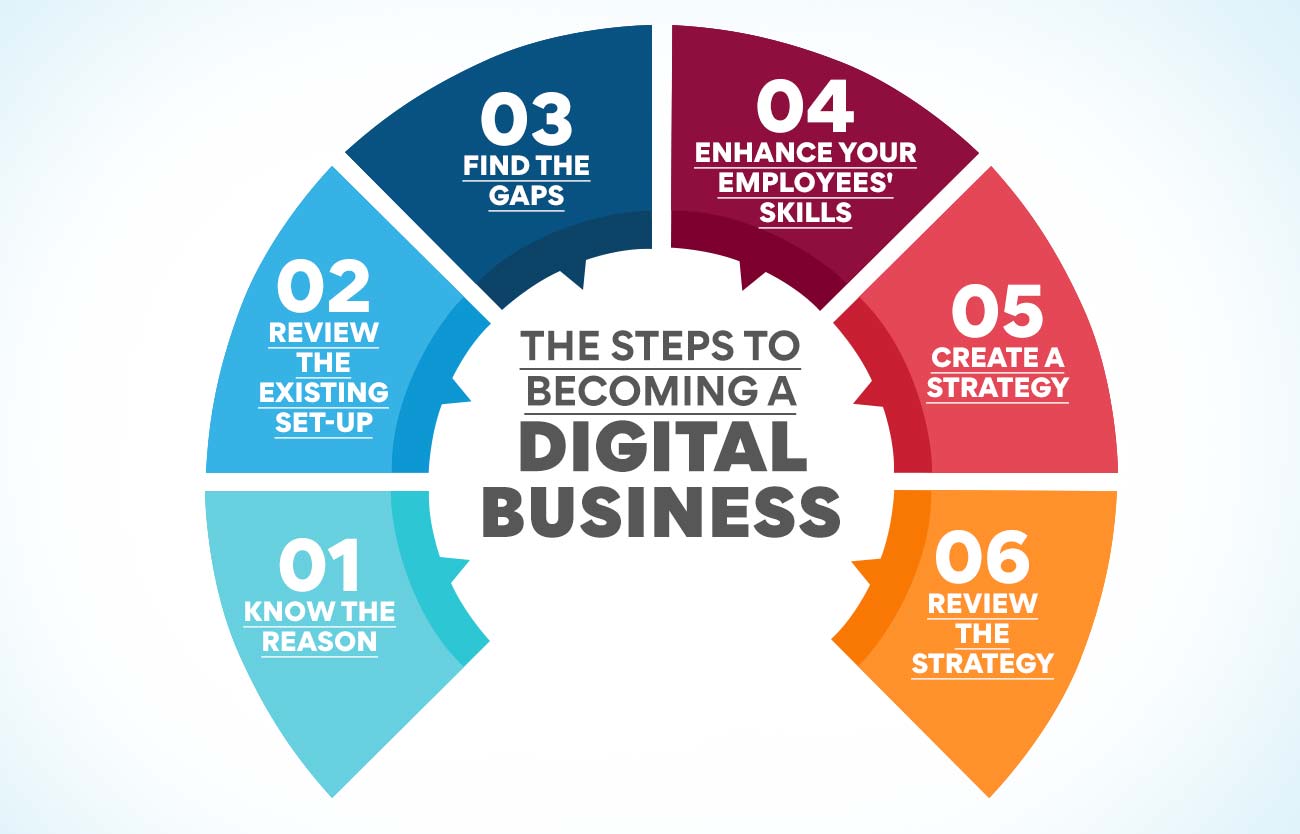 THE STEPS TO
BECOMING A
DIGITAL
BUSINESS
01
KNOW THE
REASON
02
REVIEW
THE
EXISTING
SET-UP
03
FIND THE
GAPS
04
ENHANCE YOUR
EMPLOYEES'
SKILLS
05
CREATE A
STRATEGY
06
REVIEW
THE
STRATEGY